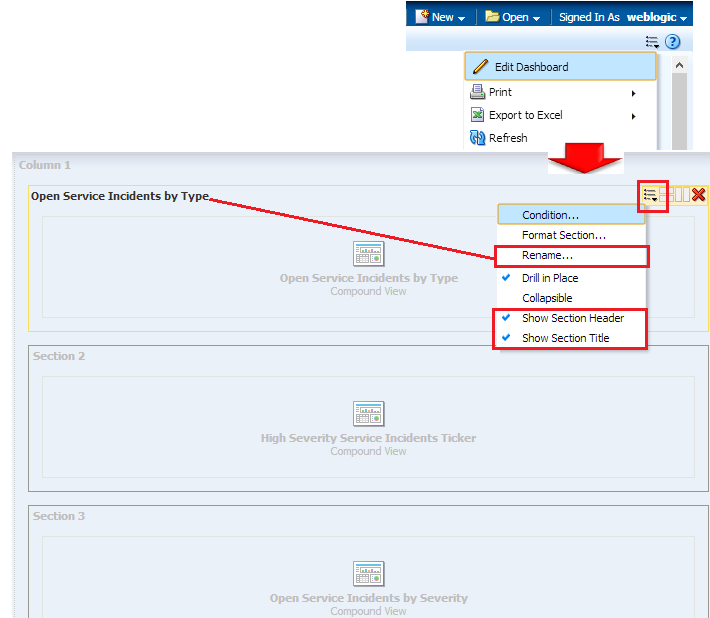 New Open Signed In As weblogic
Edit Dashboard
Print
Export to Excel
Refresh
Column 1
Open Service Incidents by Type
Condition...
Format Section...
Rename...
Drill in Place
Collapsible
Show Section Header
Show Section Title
Open Service Incidents by Type
Compound View
Section 2
High Severity Service Incidents Ticker
Compound View
Section 3
Open Service Incidents by Severity
Compound View